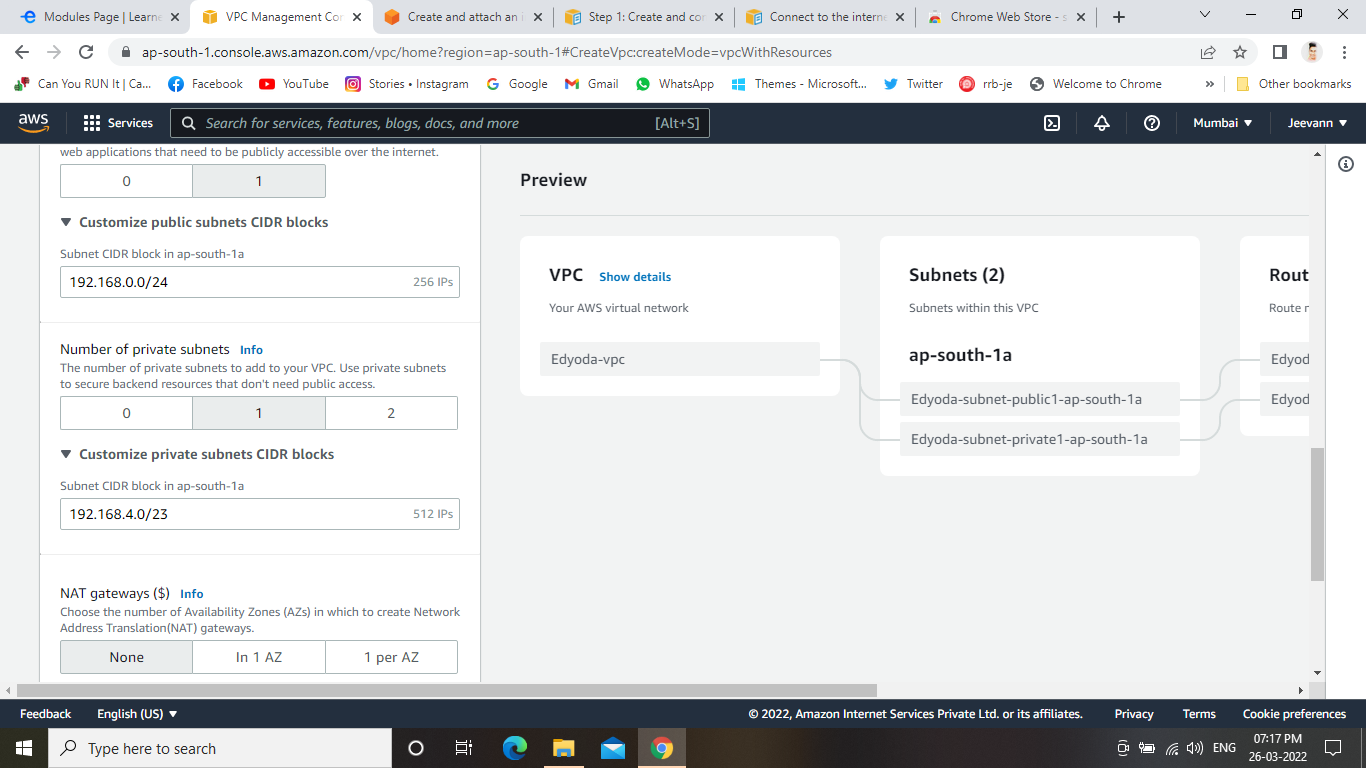 Modules Page | Learne
VPC Management Con
Create and attach an i
Step 1: Create and con
Connect to the interne
Chrome Web Store - s
ap-south-1.console.aws.amazon.com/vpc/home?region=ap-south-1#CreateVpc:createMode=vpcWithResources
Can You RUN It | Ca...
Facebook
YouTube
Stories • Instagram
Google
Gmail
WhatsApp
Themes - Microsoft...
Twitter
rrb-je
Welcome to Chrome
»
Other bookmarks
aws
Services
Search for services, features, blogs, docs, and more
[Alt+S]
Mumbai
Jeevann
web applications that need to be publicly accessible over the internet.
0
1
Customize public subnets CIDR blocks
Subnet CIDR block in ap-south-1a
192.168.0.0/24
256 IPs
Number of private subnets Info
The number of private subnets to add to your VPC. Use private subnets
to secure backend resources that don't need public access.
0
1
2
Customize private subnets CIDR blocks
Subnet CIDR block in ap-south-1a
192.168.4.0/23
512 IPs
NAT gateways ($) Info
Choose the number of Availability Zones (AZs) in which to create Network
Address Translation(NAT) gateways.
None
In 1 AZ
1 per AZ
Preview
VPC Show details
Your AWS virtual network
Edyoda-vpc
Subnets (2)
Subnets within this VPC
ap-south-1a
Edyoda-subnet-public1-ap-south-1a
Edyoda-subnet-private1-ap-south-1a
Rout
Route r
Edyod
Edyod
Feedback
English (US)
© 2022, Amazon Internet Services Private Ltd. or its affiliates.
Privacy
Terms
Cookie preferences
Type here to search
ENG
07:17 PM
26-03-2022